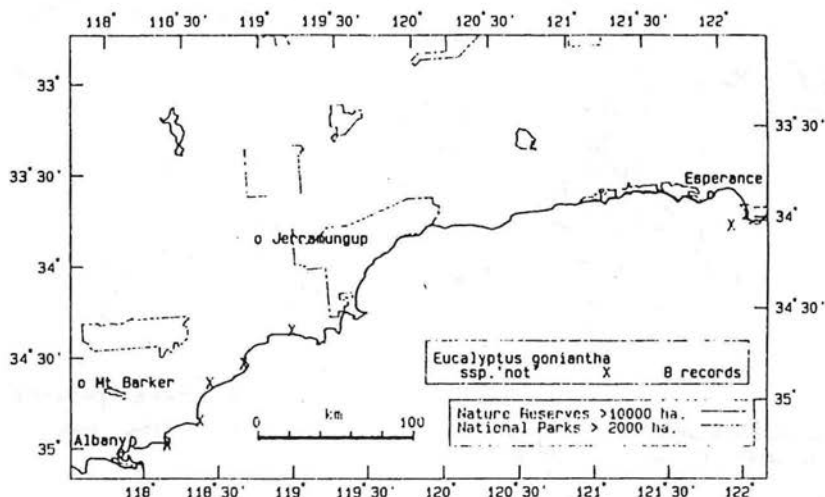 118° 118°30' 119° 119°30' 120° 120°30' 121° 121°30' 122°
33°
33°30'
33°30'
Esperance
34°
o Jerramungup
34°
34°30'
34°30'
Eucalyptus goniantha
ssp.'not' X 8 records
o Mt Barker
35°
0 km 100
Nature Reserves >10000 ha.
National Parks > 2000 ha.
Albany
35°
118° 118°30' 119° 119°30' 120° 120°30' 121° 121°30' 122°